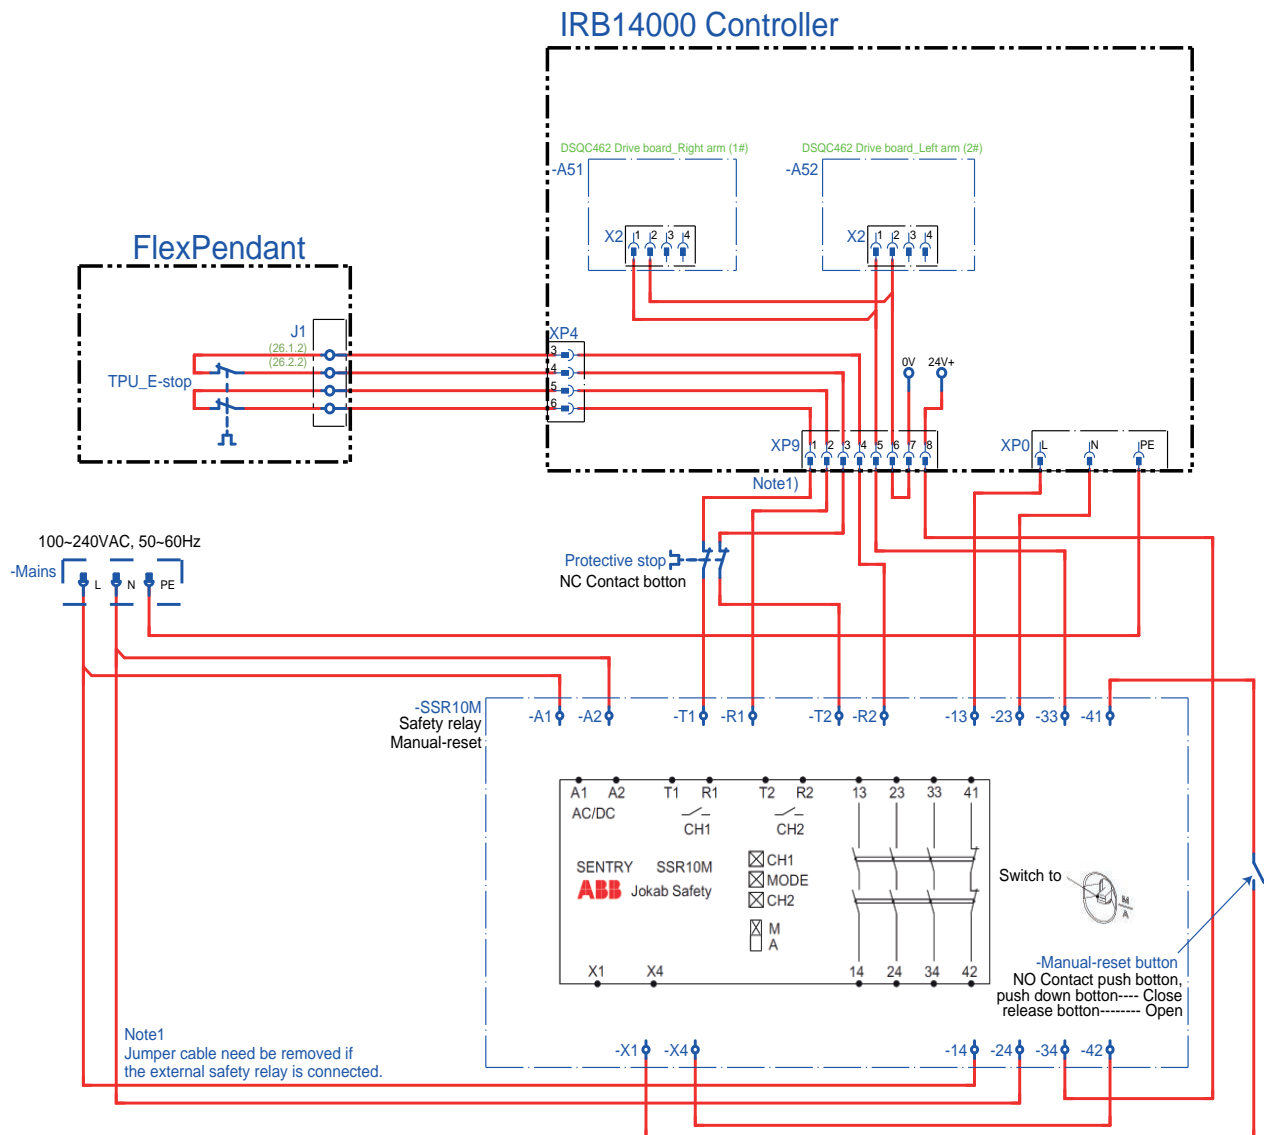 IRB14000 Controller
DSQC462 Drive board_Right arm (1#)
DSQC462 Drive board_Left arm (2#)
-A51
-A52
X2 1 2 3 4
X2 1 2 3 4
FlexPendant
J1
(26.1.2)
(26.2.2)
TPU_E-stop
XP4
3
4
5
6
0V 24V+
XP9 1 2 3 4 5 6 7 8
XP0 L N PE
Note1)
100~240VAC, 50~60Hz
-Mains L N PE
Protective stop
NC Contact botton
-SSR10M
Safety relay
Manual-reset
-A1 -A2 -T1 -R1 -T2 -R2 -13 -23 -33 -41
A1 A2 T1 R1 T2 R2 13 23 33 41
AC/DC
CH1 CH2
SENTRY SSR10M
ABB Jokab Safety
CH1
MODE
CH2
M
A
X1 X4 14 24 34 42
Switch to
M
A
-Manual-reset button
NO Contact push botton,
push down botton---- Close
release botton-------- Open
Note1
Jumper cable need be removed if
the external safety relay is connected.
-X1 -X4 -14 -24 -34 -42